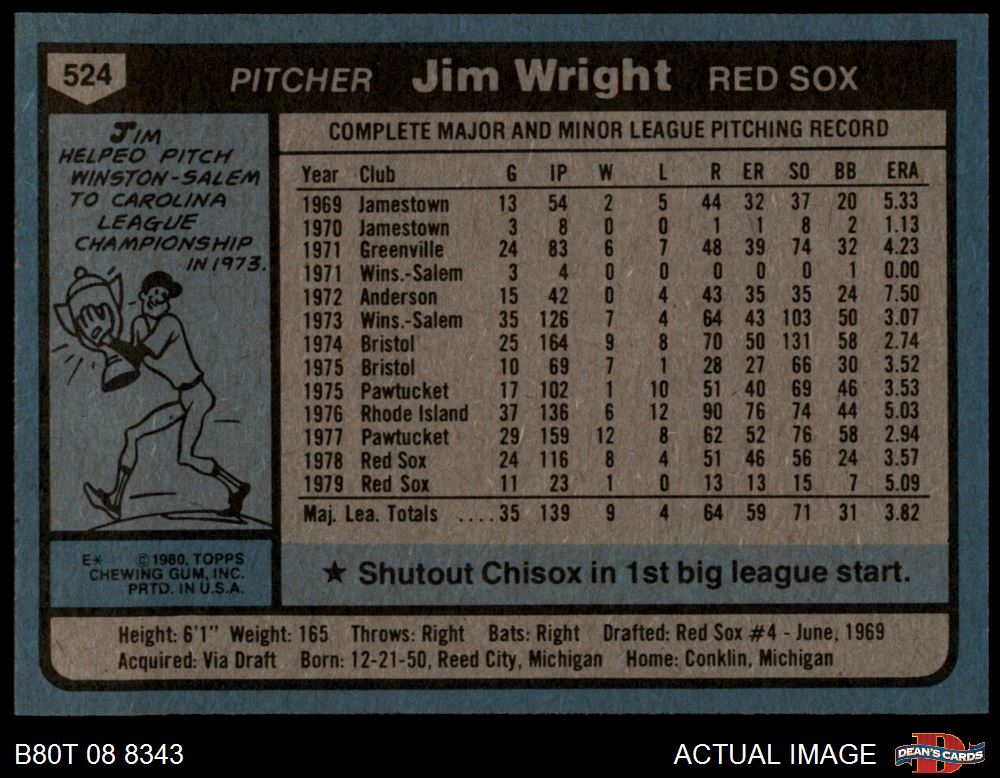 524 PITCHER Jim Wright RED SOX
JIM
HELPED PITCH
WINSTON-SALEM
TO CAROLINA
LEAGUE
CHAMPIONSHIP
IN 1973.
COMPLETE MAJOR AND MINOR LEAGUE PITCHING RECORD
Year Club G IP W L R ER SO BB ERA
1969 Jamestown 13 54 2 5 44 32 37 20 5.33
1970 Jamestown 3 8 0 0 1 1 8 2 1.13
1971 Greenville 24 83 6 7 48 39 74 32 4.23
1971 Wins.-Salem 3 4 0 0 0 0 0 1 0.00
1972 Anderson 15 42 0 4 43 35 35 24 7.50
1973 Wins.-Salem 35 126 7 4 64 43 103 50 3.07
1974 Bristol 25 164 9 8 70 50 131 58 2.74
1975 Bristol 10 69 7 1 28 27 66 30 3.52
1975 Pawtucket 17 102 1 10 51 40 69 46 3.53
1976 Rhode Island 37 136 6 12 90 76 74 44 5.03
1977 Pawtucket 29 159 12 8 62 52 76 58 2.94
1978 Red Sox 24 116 8 4 51 46 56 24 3.57
1979 Red Sox 11 23 1 0 13 13 15 7 5.09
Maj. Lea. Totals ....35 139 9 4 64 59 71 31 3.82
E* ©1980, TOPPS
CHEWING GUM, INC.
PRTD. IN U.S.A.
★ Shutout Chisox in 1st big league start.
Height: 6'1" Weight: 165 Throws: Right Bats: Right Drafted: Red Sox #4 - June, 1969
Acquired: Via Draft Born: 12-21-50, Reed City, Michigan Home: Conklin, Michigan
B80T 08 8343 ACTUAL IMAGE
D
DEAN'S CARDS